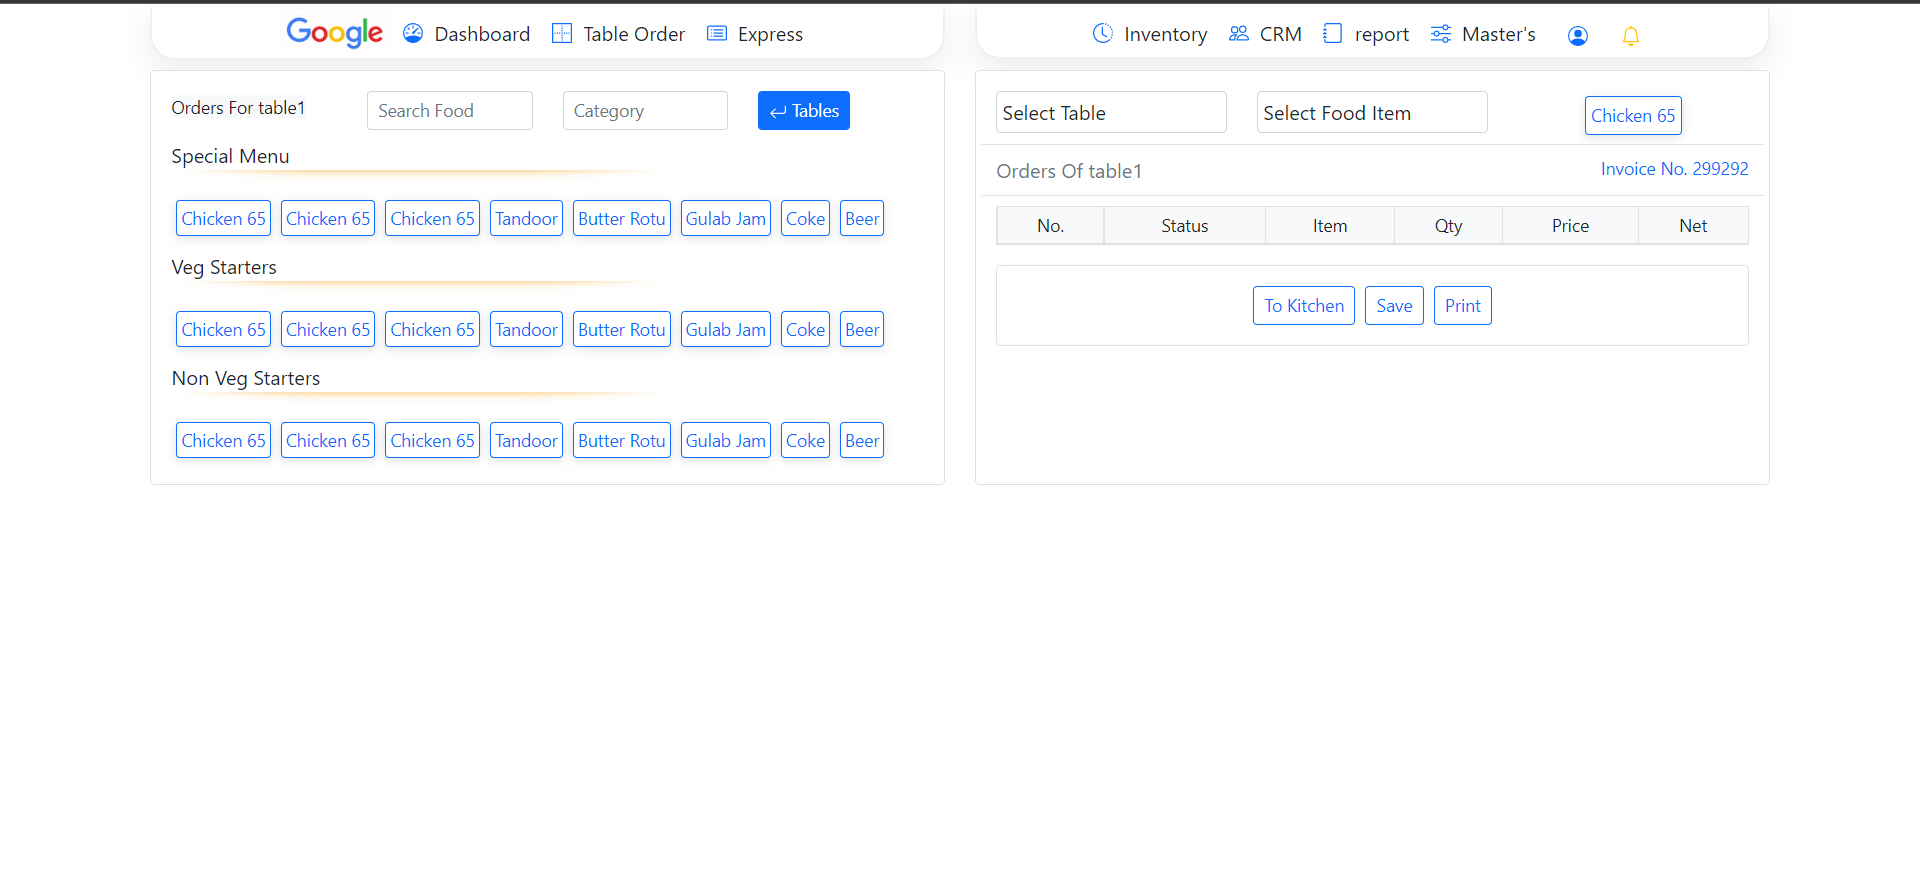 Google Dashboard Table Order Express
Inventory CRM report Master's
Orders For table1 Search Food Category Tables
Special Menu
Chicken 65 Chicken 65 Chicken 65 Tandoor Butter Rotu Gulab Jam Coke Beer
Veg Starters
Chicken 65 Chicken 65 Chicken 65 Tandoor Butter Rotu Gulab Jam Coke Beer
Non Veg Starters
Chicken 65 Chicken 65 Chicken 65 Tandoor Butter Rotu Gulab Jam Coke Beer
Select Table Select Food Item Chicken 65
Orders Of table1 Invoice No. 299292
No. Status Item Qty Price Net
To Kitchen Save Print